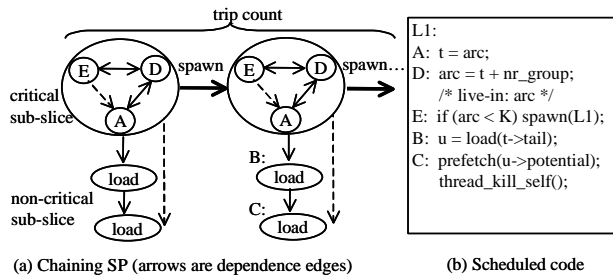 trip count
E
D
A
spawn
E
D
A
spawn…
critical
sub-slice
B:
load
load
non-critical
sub-slice
C:
load
load
(a) Chaining SP (arrows are dependence edges)
L1:
A: t = arc;
D: arc = t + nr_group;
/* live-in: arc */
E: if (arc < K) spawn(L1);
B: u = load(t->tail);
C: prefetch(u->potential);
thread_kill_self();
(b) Scheduled code